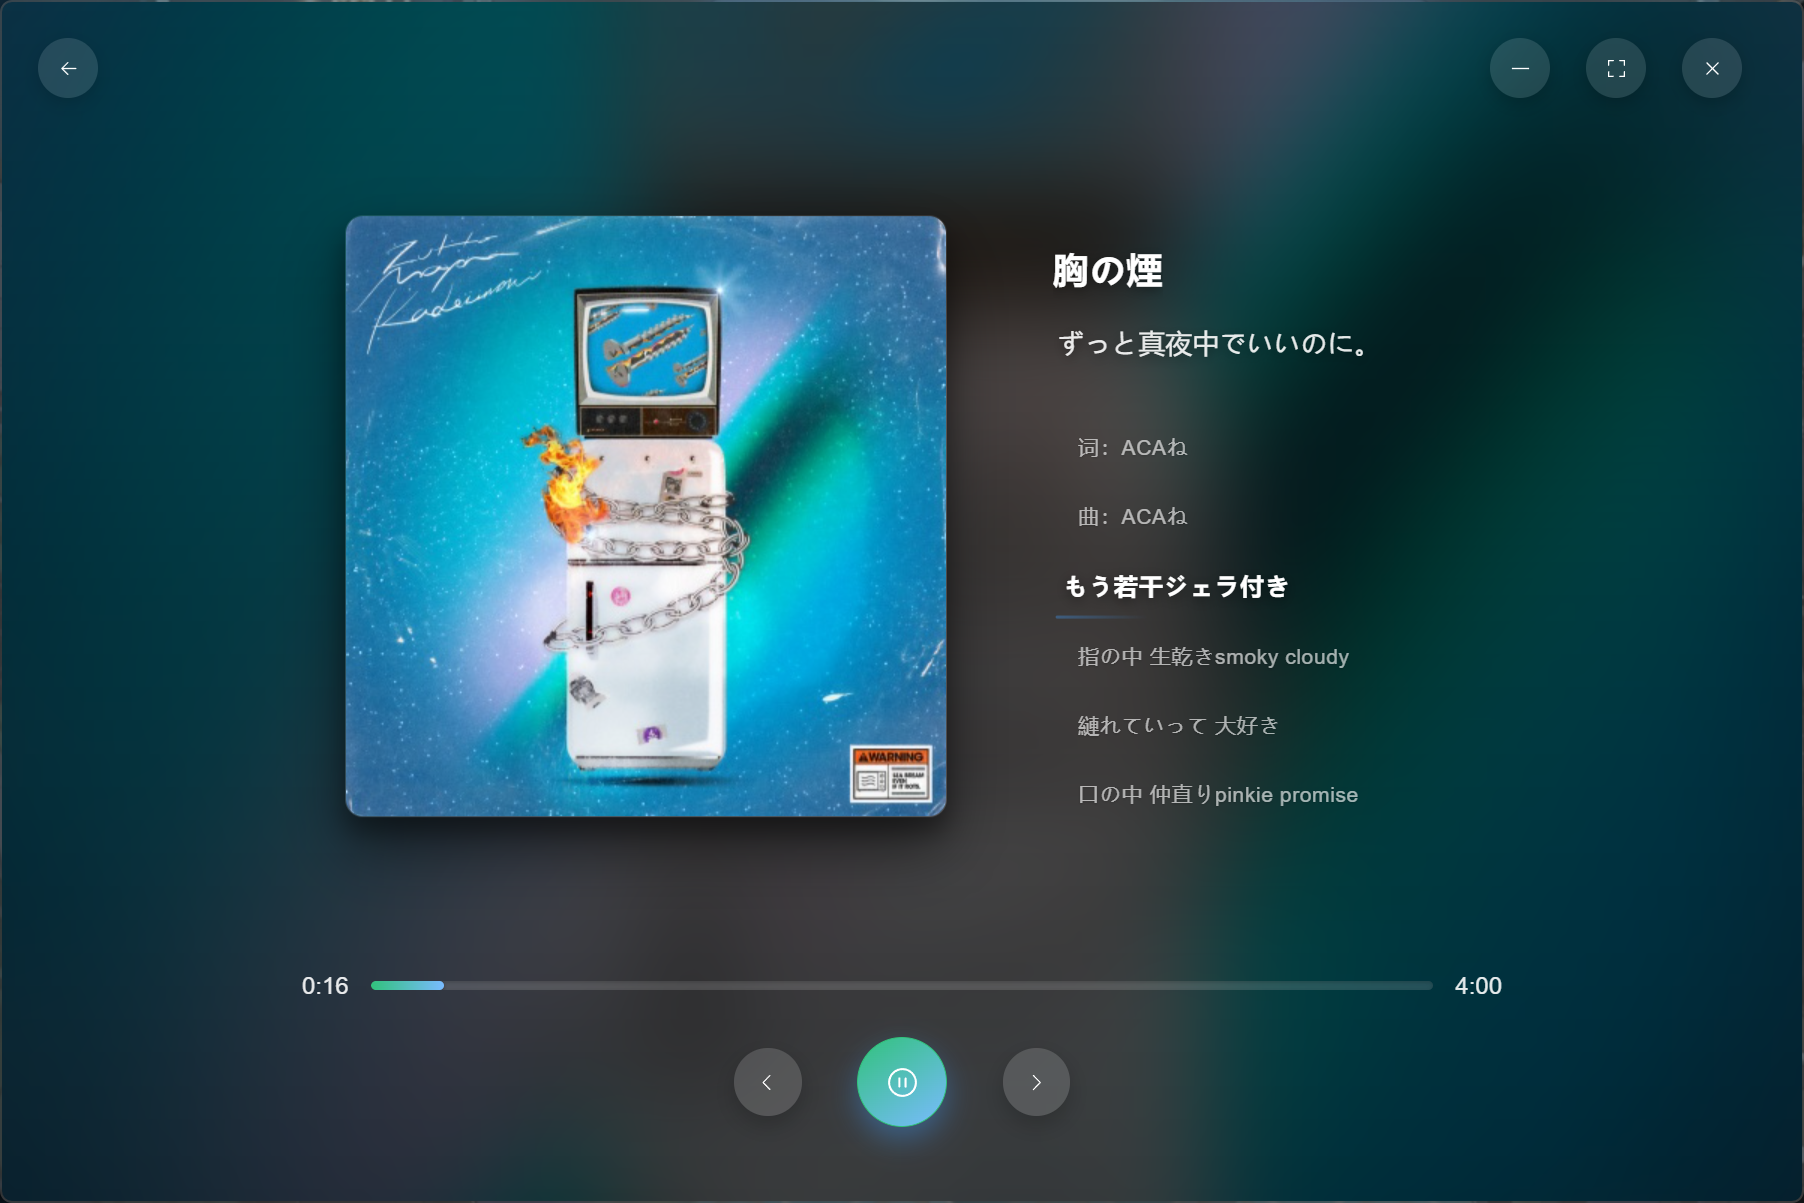 胸の煙
ずっと真夜中でいいのに。
词：ACAね
曲：ACAね
もう若干ジェラ付き
指の中 生乾きsmoky cloudy
縺れていって 大好き
口の中 仲直りpinkie promise
WARNING
0:16
4:00